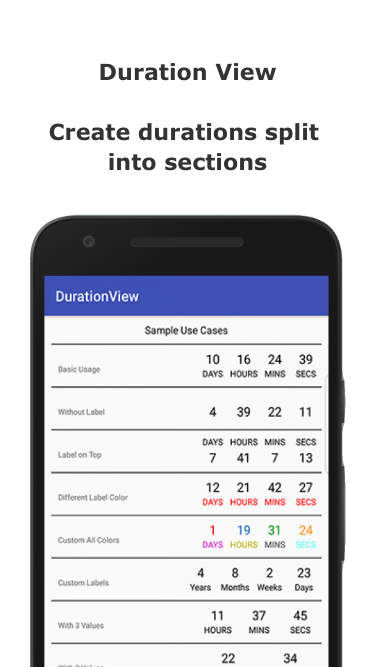 Duration View
Create durations split
into sections
DurationView
Sample Use Cases
Basic Usage
10 16 24 39
DAYS HOURS MINS SECS
Without Label
4 39 22 11
DAYS HOURS MINS SECS
Label on Top
7 41 7 13
Different Label Color
12 21 42 27
DAYS HOURS MINS SECS
Custom All Colors
1 19 31 24
DAYS HOURS MINS SECS
Custom Labels
4 8 2 23
Years Months Weeks Days
With 3 Values
11 37 45
HOURS MINS SECS
22 34